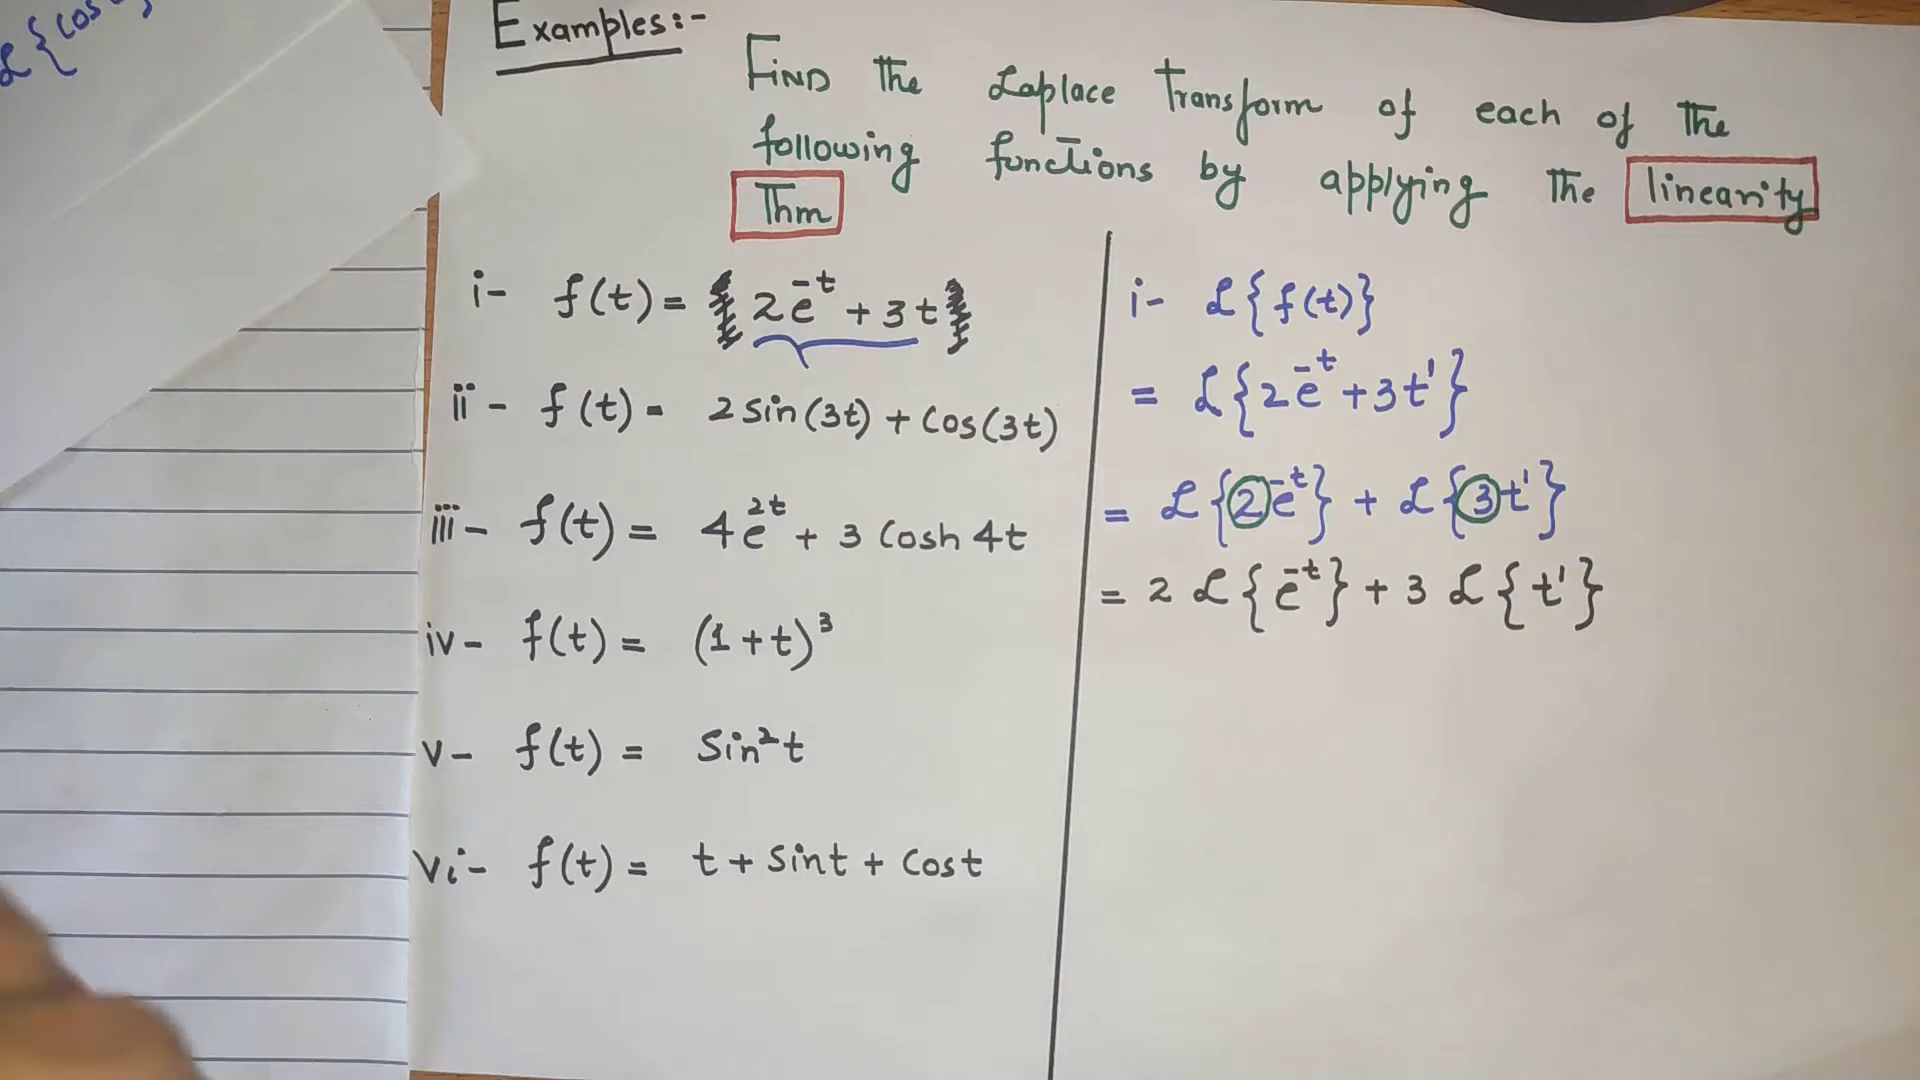 L{cos
Examples:-
Find the Laplace Transform of each of the
following functions by applying the linearity
Thm
i- f(t) = { 2e^-t + 3t }
ii- f(t) = 2 sin(3t) + Cos(3t)
iii- f(t) = 4e^2t + 3 Cosh 4t
iv- f(t) = (1+t)^3
v- f(t) = Sin^2 t
vi- f(t) = t + Sint + Cost
i- L{f(t)}
= L{2e^-t + 3t^1}
= L{2e^-t} + L{3t^1}
= 2 L{e^-t} + 3 L{t^1}